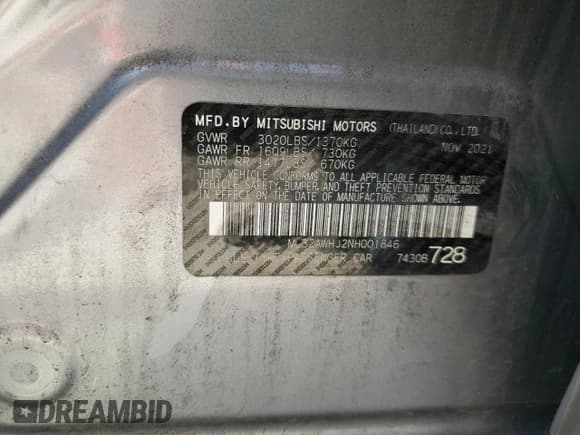 MFD.BY MITSUBISHI MOTORS (THAILAND)CO.,LTD.
GVWR 3020LBS/1370KG NOV 2021
GAWR FR 1609LBS/ 730KG
GAWR RR 1477LBS/ 670KG
THIS VEHICLE CONFORMS TO ALL APPLICABLE FEDERAL MOTOR
VEHICLE SAFETY, BUMPER AND THEFT PREVENTION STANDARDS
IN EFFECT ON THE DATE OF MANUFACTURE SHOWN ABOVE.
ML32AWHJ2NH001846
PASSENGER CAR 7430B 728
DREAMBID